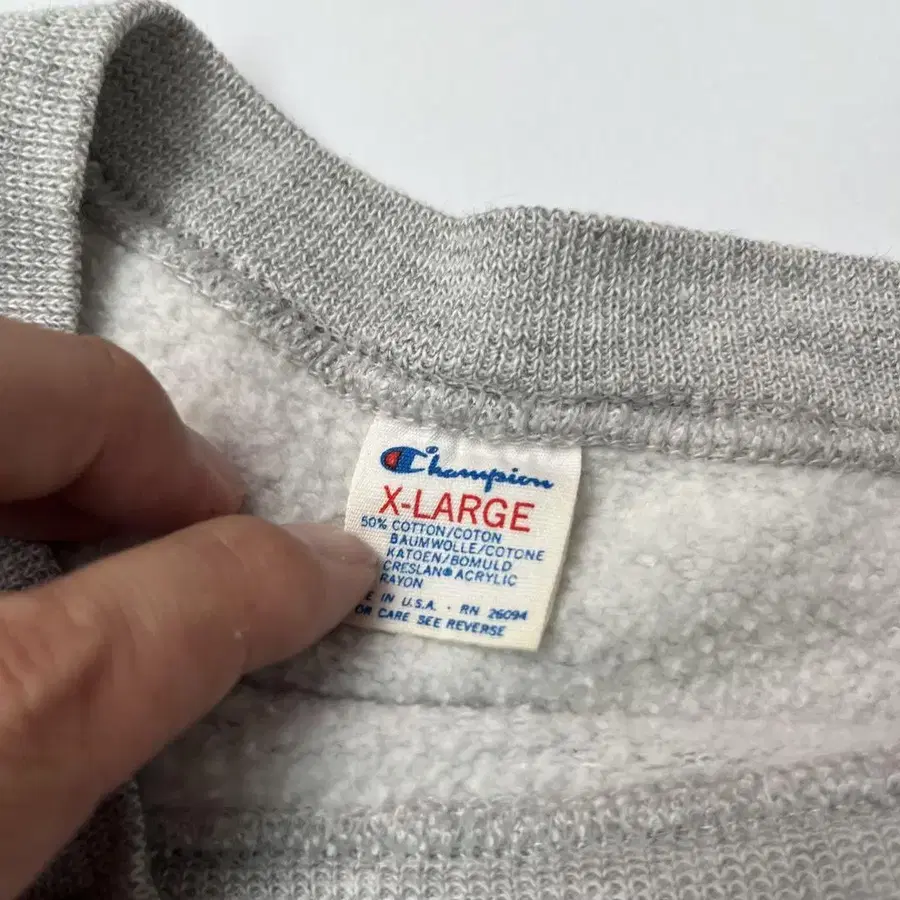 Champion
X-LARGE
50% COTTON/COTON
BAUMWOLLE/COTONE
KATOEN/BOMULD
CRESLAN® ACRYLIC
RAYON
E IN U.S.A. · RN 26094
OR CARE SEE REVERSE